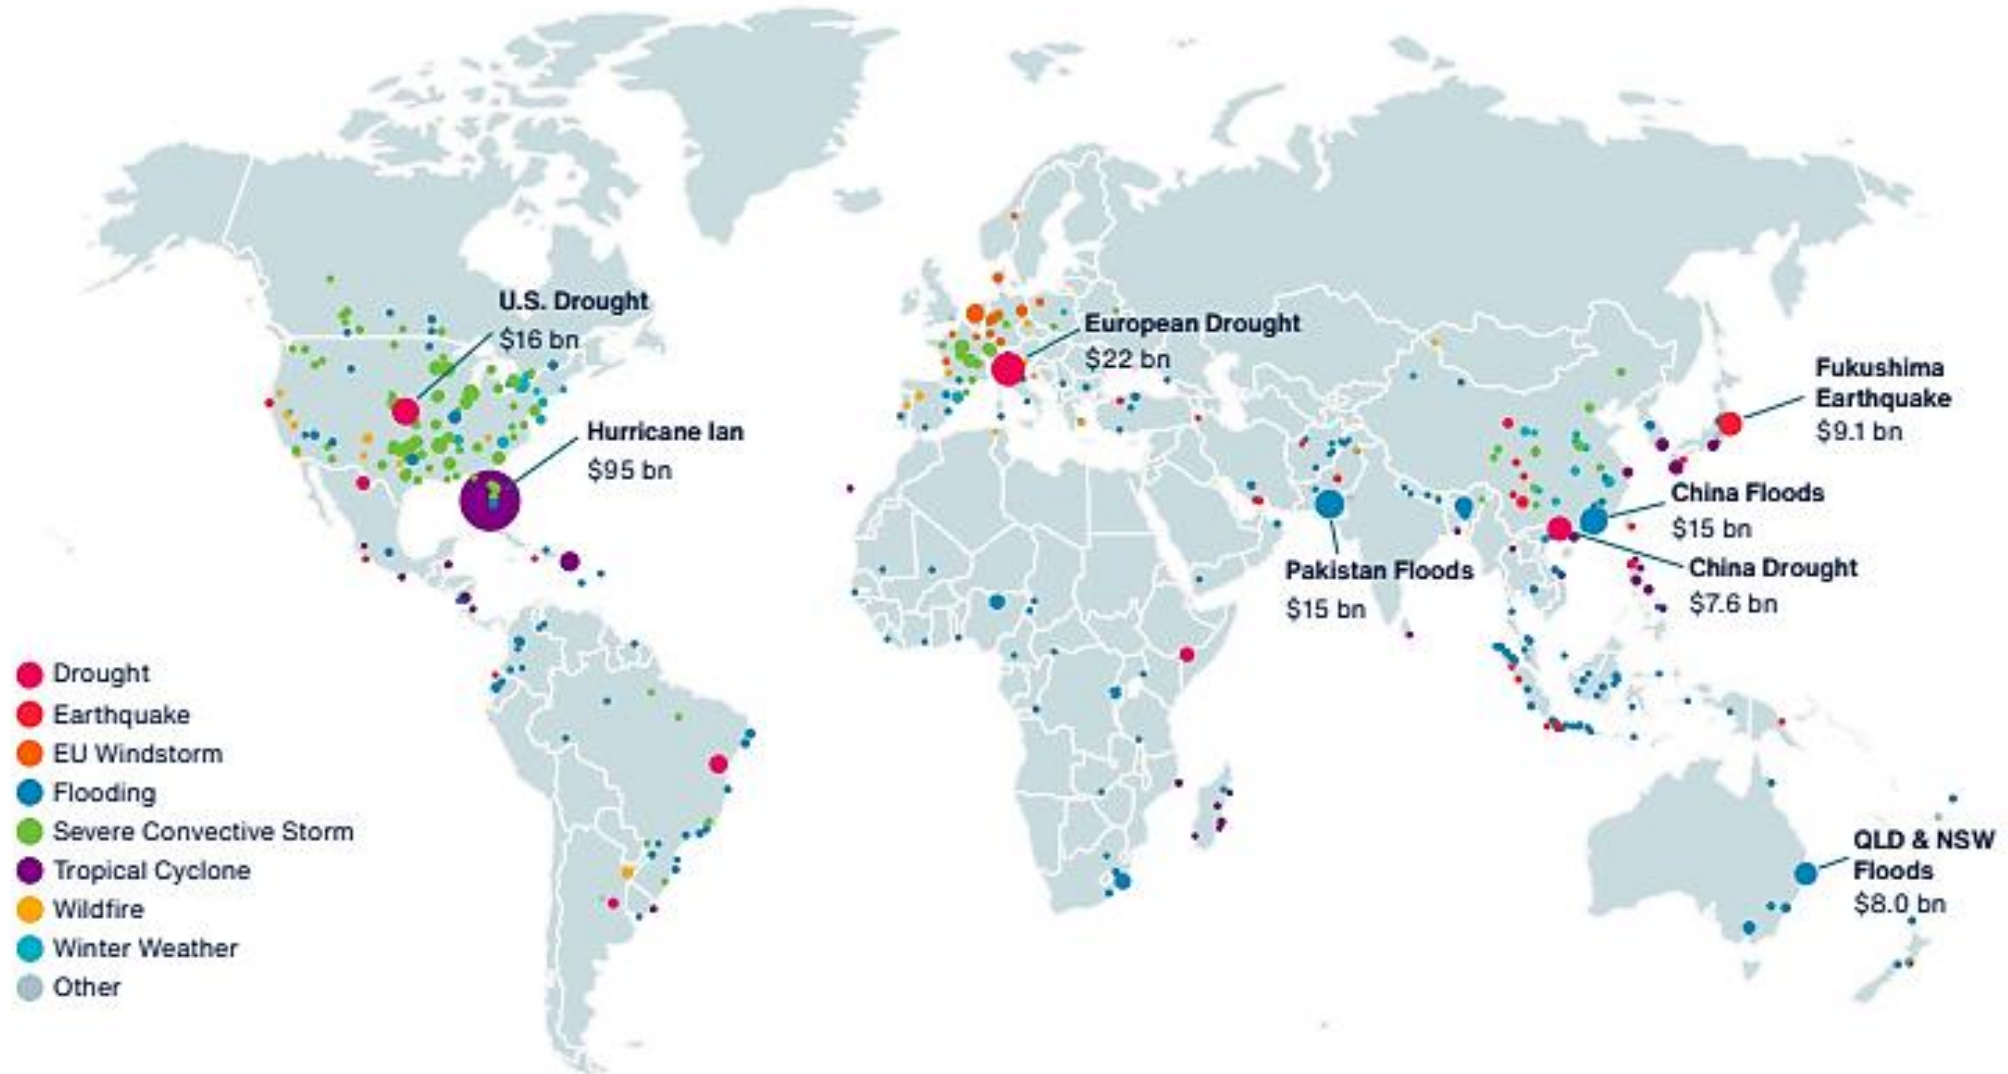 U.S. Drought
$16 bn
European Drought
$22 bn
Fukushima
Earthquake
$9.1 bn
Hurricane Ian
$95 bn
China Floods
$15 bn
Pakistan Floods
$15 bn
China Drought
$7.6 bn
Drought
Earthquake
EU Windstorm
Flooding
Severe Convective Storm
Tropical Cyclone
Wildfire
Winter Weather
Other
QLD & NSW
Floods
$8.0 bn